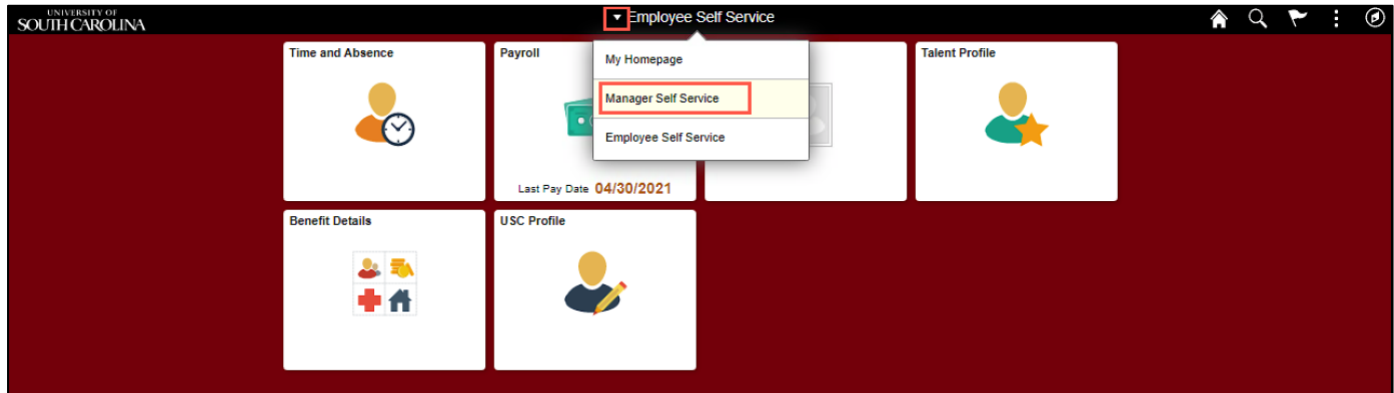 UNIVERSITY OF
SOUTH CAROLINA
Employee Self Service
Time and Absence
Payroll
My Homepage
Manager Self Service
Employee Self Service
Talent Profile
Last Pay Date 04/30/2021
Benefit Details
USC Profile